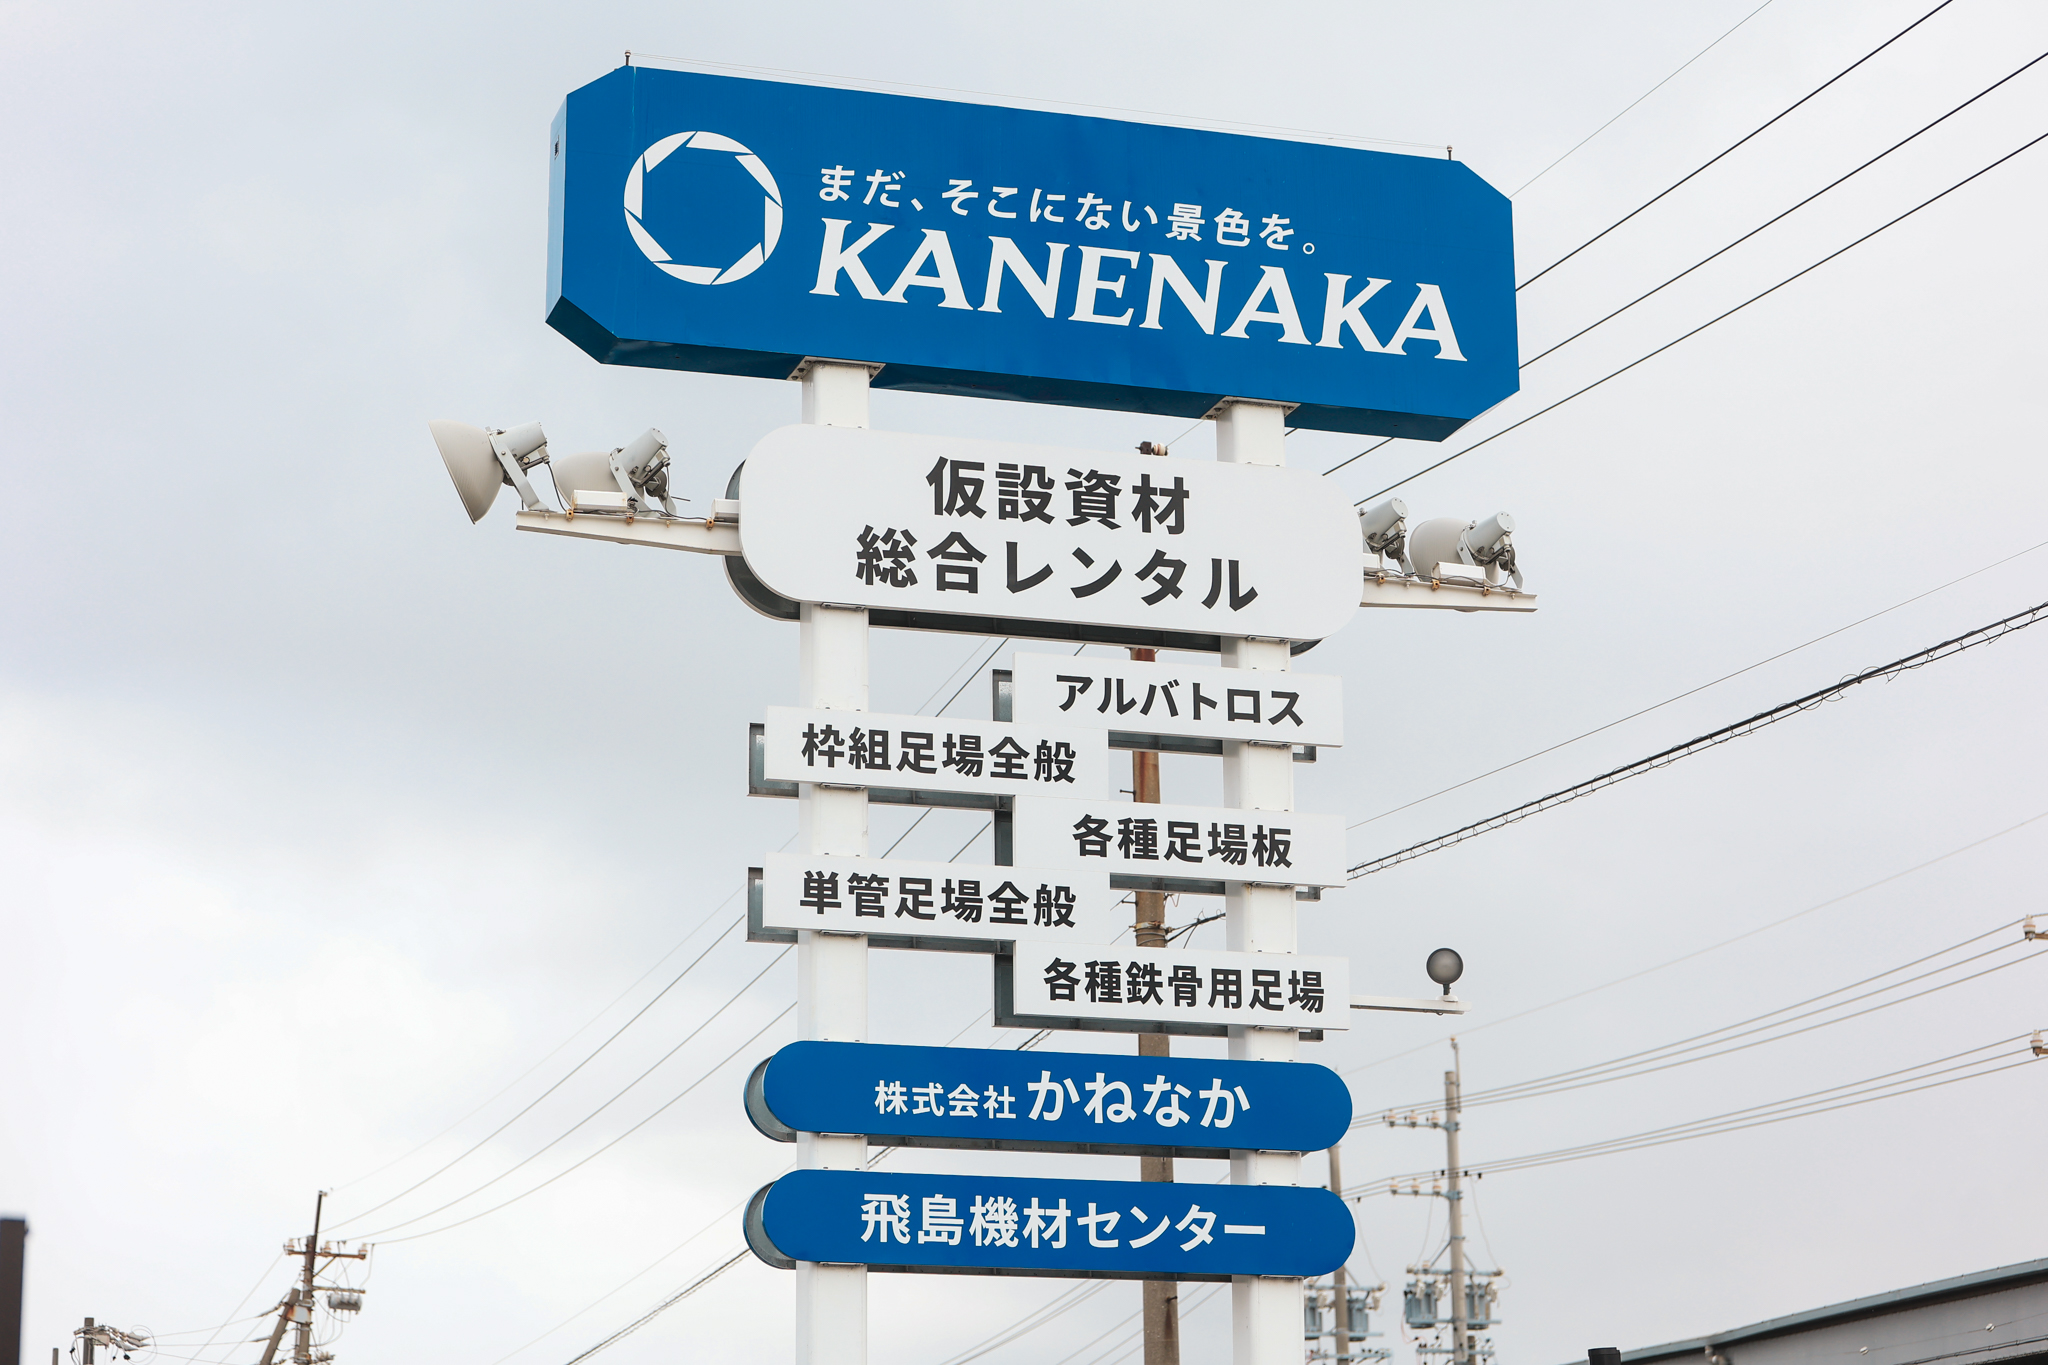 まだ、そこにない景色を。
KANENAKA
仮設資材
総合レンタル
アルバトロス
枠組足場全般
各種足場板
単管足場全般
各種鉄骨用足場
株式会社かねなか
飛島機材センター